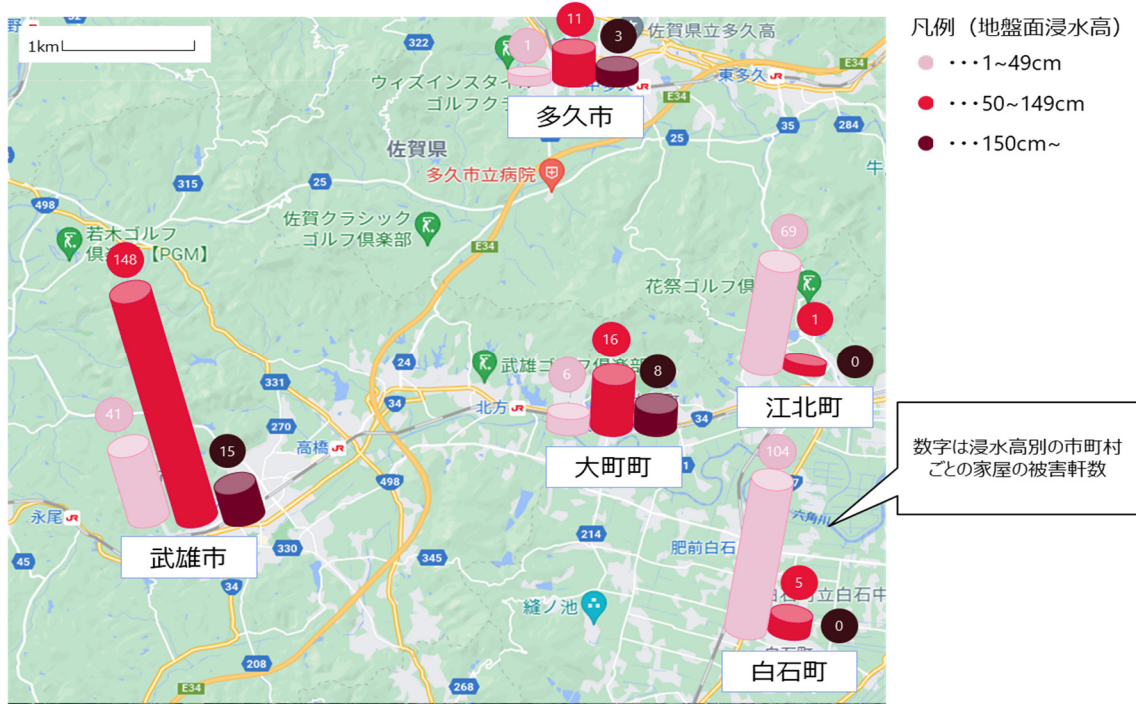 1km
322
11
1
3
佐賀県立多久高
ウィズインスタイル
ゴルフクラ
東多久
E34
E34
多久市
35
284
25
佐賀県
315
25
多久市立病院
498
佐賀クラシック
ゴルフ倶楽部
若木ゴルフ
倶
【PGM】
E34
148
69
花祭ゴルフ倶
1
0
江北町
16
6
8
武雄ゴ
倶楽部
24
331
34
北方
34
大町町
270
高橋
41
15
498
永尾
武雄市
330
345
45
34
208
E34
268
214
肥前白石
六角川
104
5
0
縫ノ池
白石町
凡例(地盤面浸水高)
・・・1~49cm
・・・50~149cm
・・・150cm~
数字は浸水高別の市町村
ごとの家屋の被害軒数